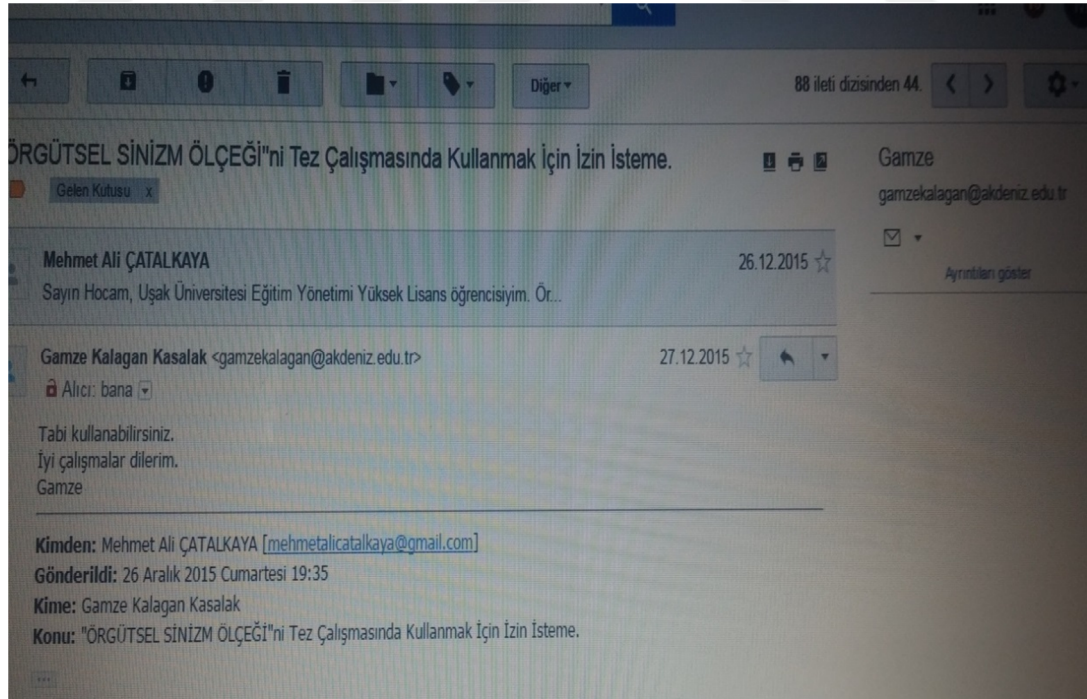 Diğer
88 ileti dizisinden 44.
ÖRGÜTSEL SİNİZM ÖLÇEĞİ"ni Tez Çalışmasında Kullanmak İçin İzin İsteme.
Gelen Kutusu x
Gamze
gamzekalagan@akdeniz.edu.tr
Ayrıntıları göster
Mehmet Ali ÇATALKAYA
26.12.2015
Sayın Hocam, Uşak Üniversitesi Eğitim Yönetimi Yüksek Lisans öğrencisiyim. Ör...
Gamze Kalagan Kasalak <gamzekalagan@akdeniz.edu.tr>
27.12.2015
Alıcı: bana
Tabi kullanabilirsiniz.
İyi çalışmalar dilerim.
Gamze
Kimden: Mehmet Ali ÇATALKAYA [mehmetalicatalkaya@gmail.com]
Gönderildi: 26 Aralık 2015 Cumartesi 19:35
Kime: Gamze Kalagan Kasalak
Konu: "ÖRGÜTSEL SİNİZM ÖLÇEĞİ"ni Tez Çalışmasında Kullanmak İçin İzin İsteme.
...